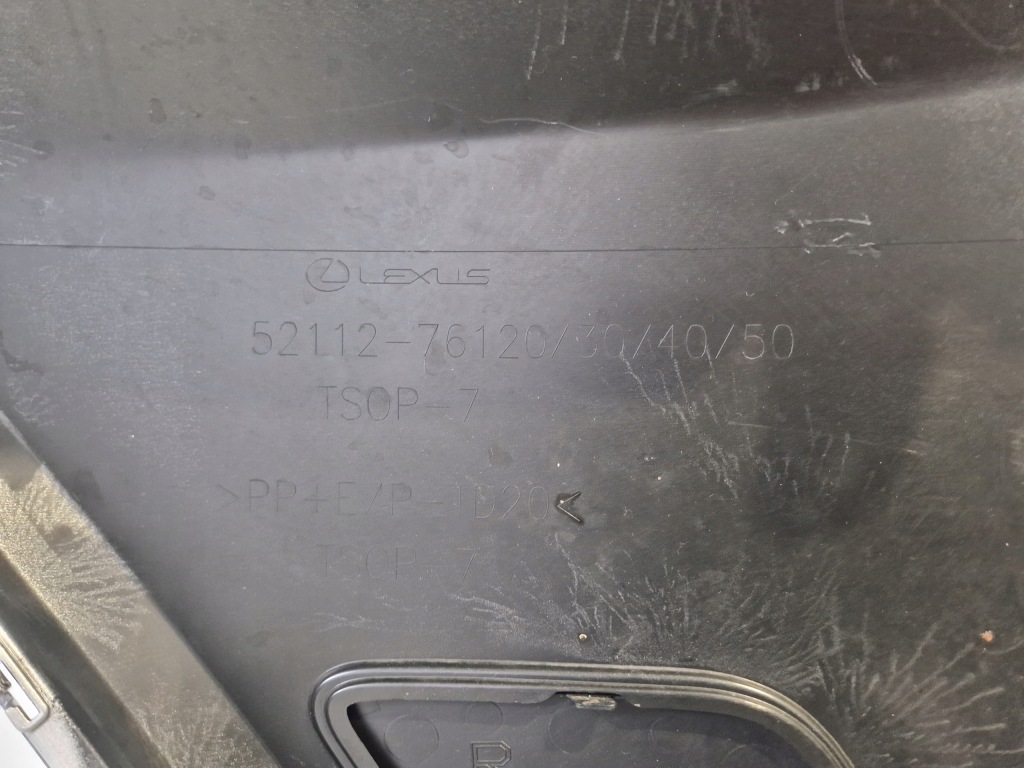 LEXUS
52112-76120/30/40/50
TSOP-7
>PP+E/P-TD20<
TSOP-7
R